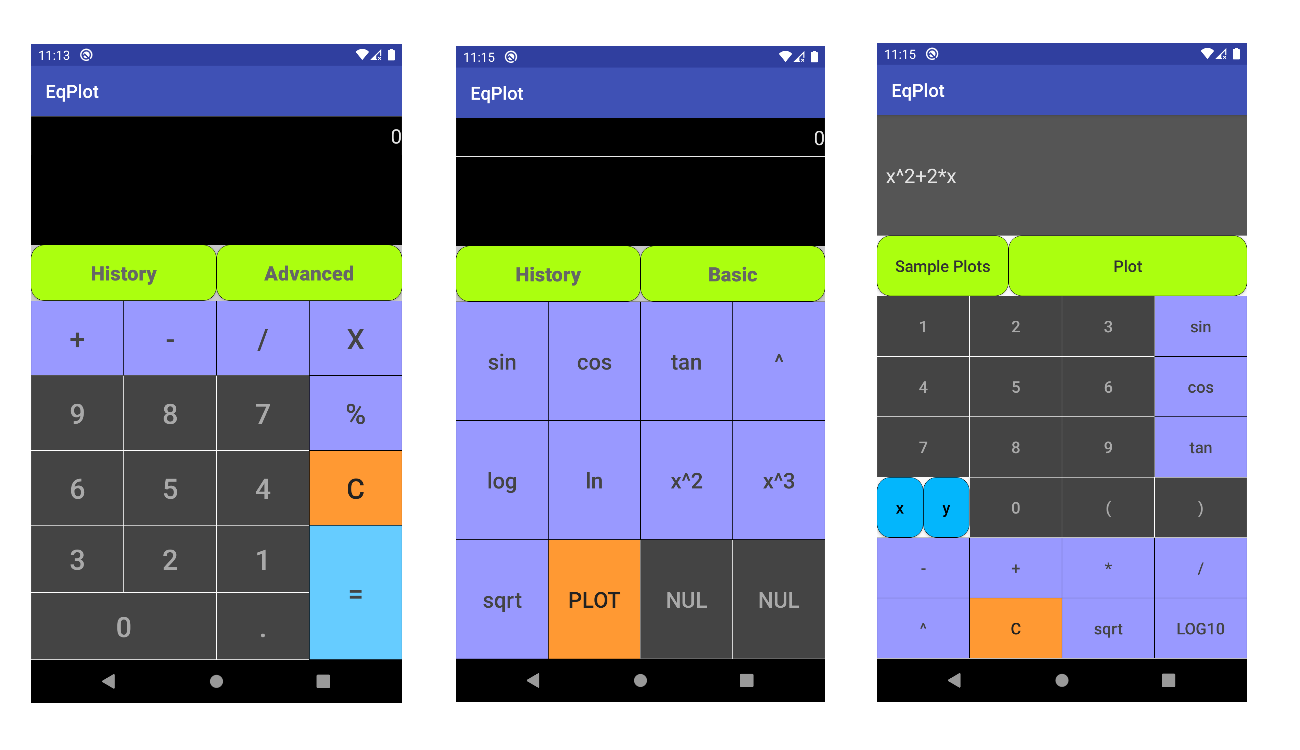 11:13
EqPlot
0
History Advanced
+ - / X
9 8 7 %
6 5 4 C
3 2 1 =
0 .
11:15
EqPlot
0
History Basic
sin cos tan ^
log ln x^2 x^3
sqrt PLOT NUL NUL
11:15
EqPlot
x^2+2*x
Sample Plots Plot
1 2 3 sin
4 5 6 cos
7 8 9 tan
x y 0 ( )
- + * /
^ C sqrt LOG10